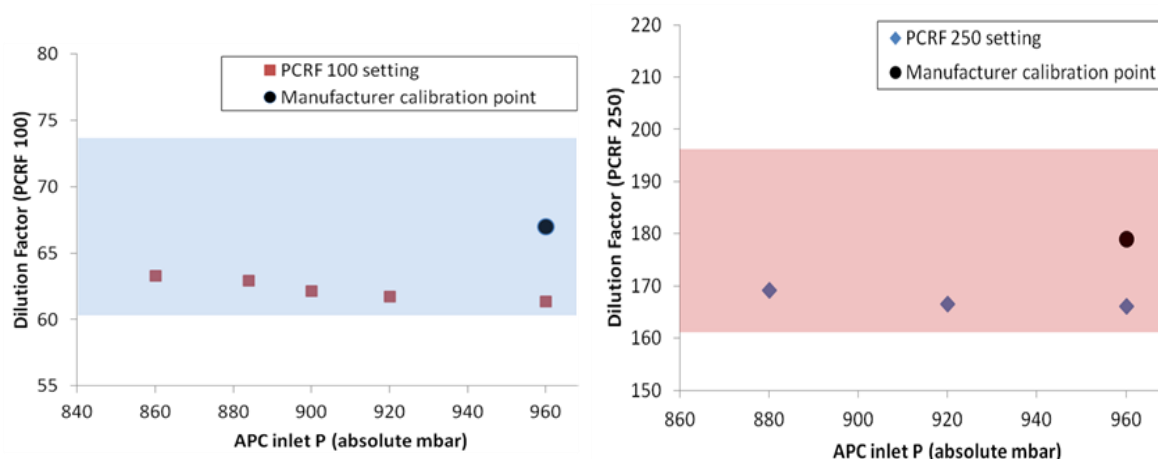 Dilution Factor (PCRF 100)
80
75
70
65
60
55
PCRF 100 setting
Manufacturer calibration point
840 860 880 900 920 940 960
APC inlet P (absolute mbar)
Dilution Factor (PCRF 250)
220
210
200
190
180
170
160
150
PCRF 250 setting
Manufacturer calibration point
860 880 900 920 940 960
APC inlet P (absolute mbar)